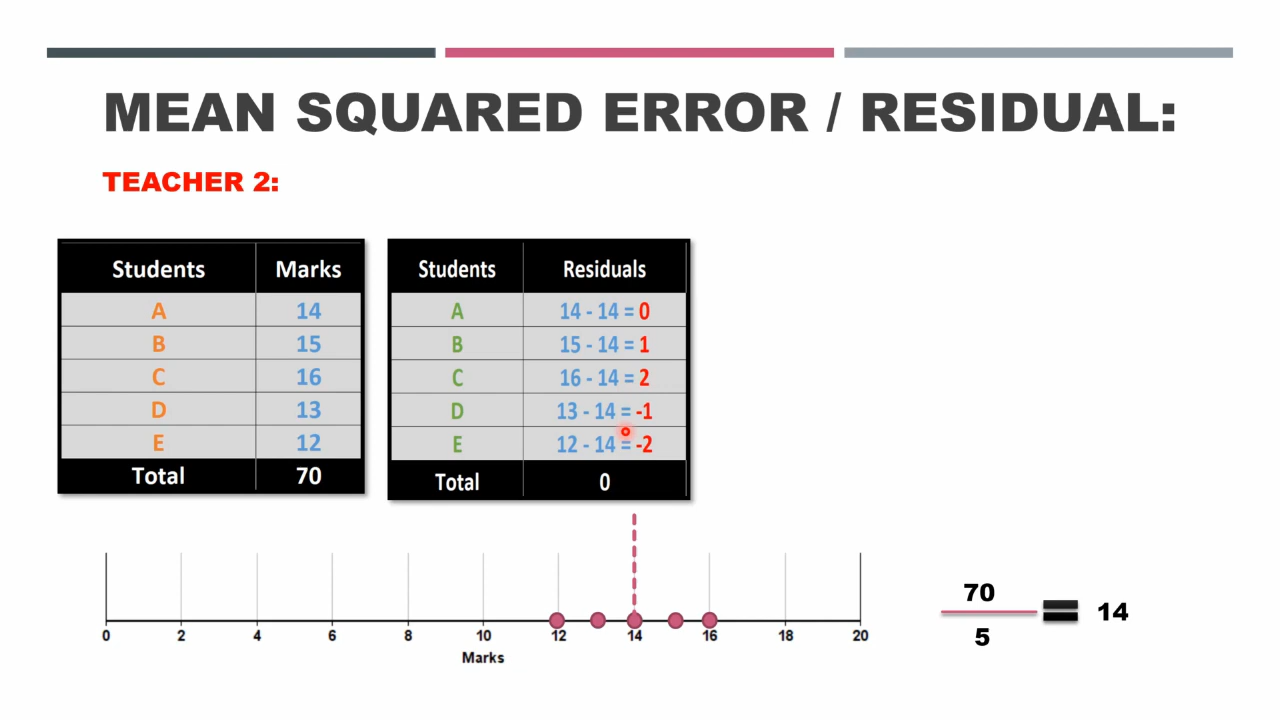 MEAN SQUARED ERROR / RESIDUAL:
TEACHER 2:
Students Marks
A 14
B 15
C 16
D 13
E 12
Total 70
Students Residuals
A 14 - 14 = 0
B 15 - 14 = 1
C 16 - 14 = 2
D 13 - 14 = -1
E 12 - 14 = -2
Total 0
0 2 4 6 8 10 12 14 16 18 20
Marks
70
5
= 14